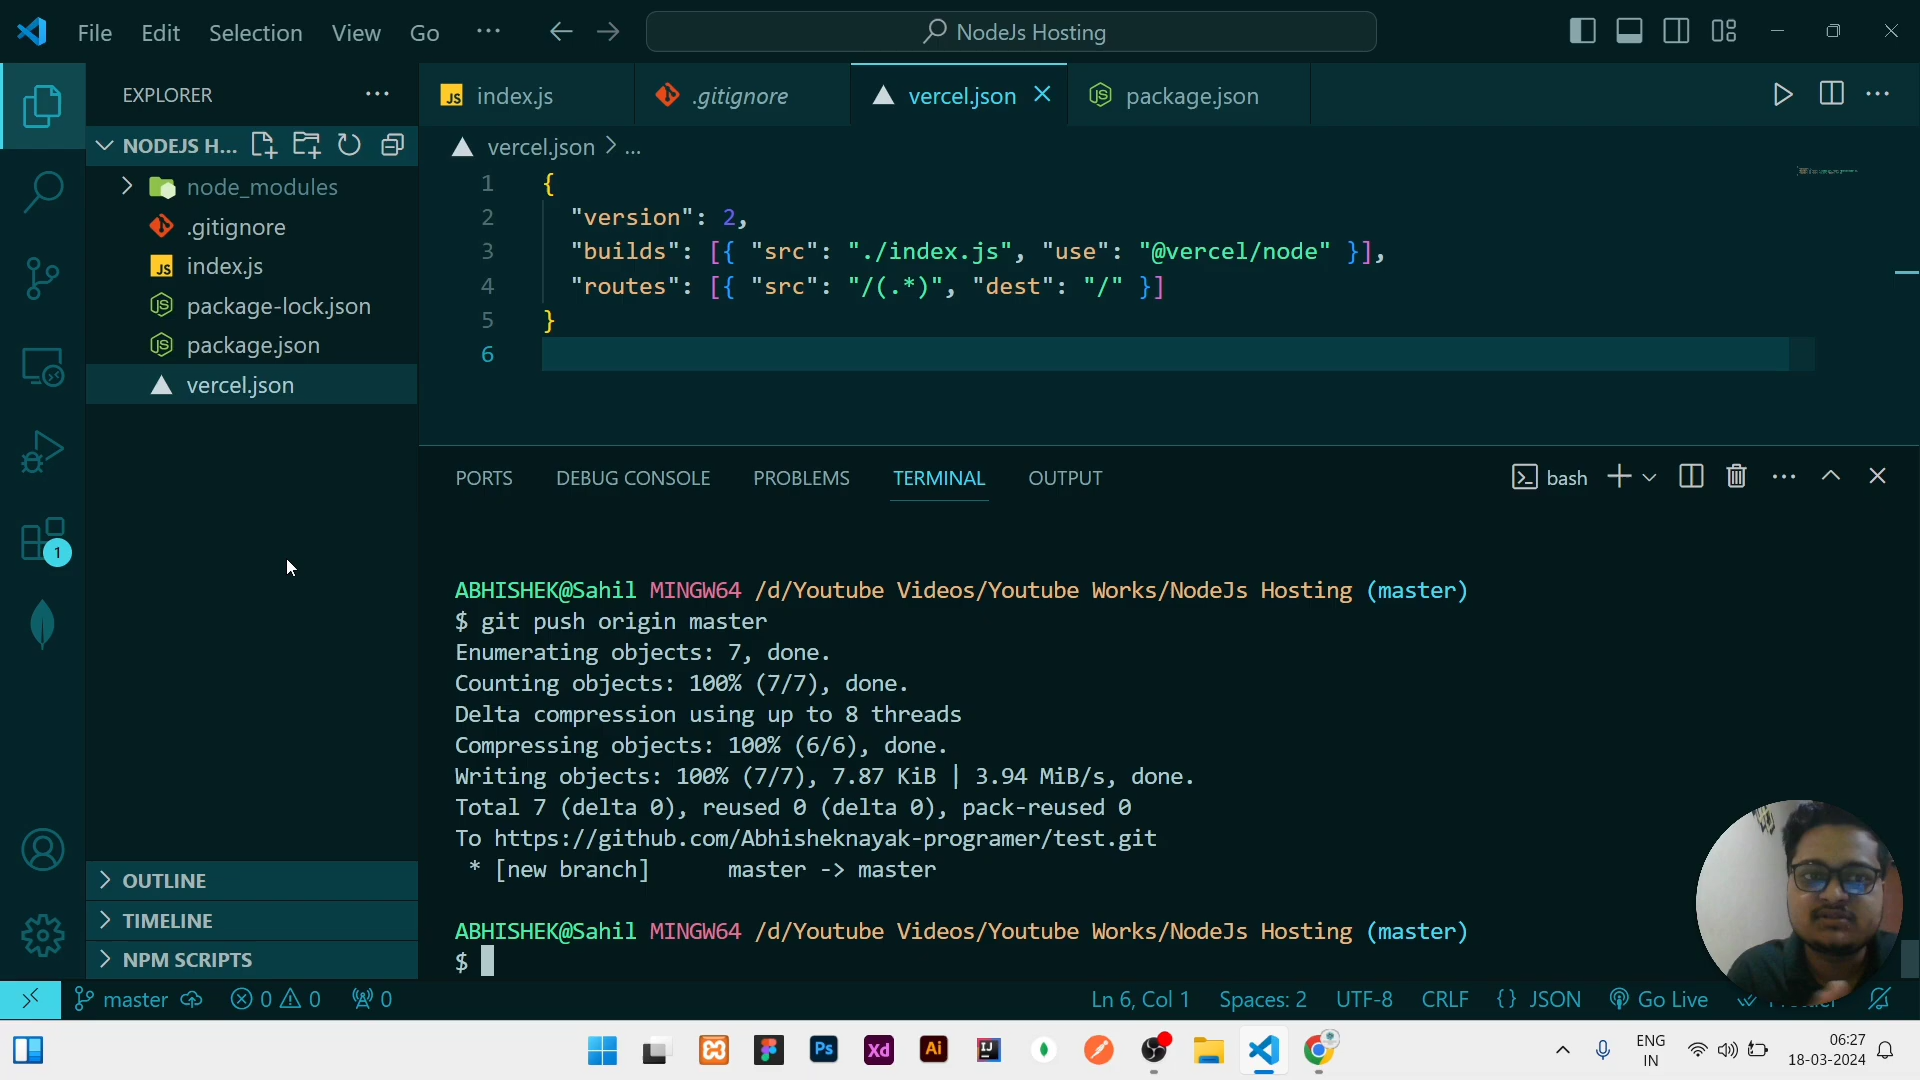 File Edit Selection View Go ··· NodeJs Hosting
EXPLORER
NODEJS H...
node_modules
.gitignore
index.js
package-lock.json
package.json
vercel.json
OUTLINE
TIMELINE
NPM SCRIPTS
index.js .gitignore vercel.json package.json
vercel.json > ...
1 {
2 "version": 2,
3 "builds": [{ "src": "./index.js", "use": "@vercel/node" }],
4 "routes": [{ "src": "/(.*)", "dest": "/" }]
5 }
6
PORTS DEBUG CONSOLE PROBLEMS TERMINAL OUTPUT bash
ABHISHEK@Sahil MINGW64 /d/Youtube Videos/Youtube Works/NodeJs Hosting (master)
$ git push origin master
Enumerating objects: 7, done.
Counting objects: 100% (7/7), done.
Delta compression using up to 8 threads
Compressing objects: 100% (6/6), done.
Writing objects: 100% (7/7), 7.87 KiB | 3.94 MiB/s, done.
Total 7 (delta 0), reused 0 (delta 0), pack-reused 0
To https://github.com/Abhisheknayak-programer/test.git
* [new branch] master -> master
ABHISHEK@Sahil MINGW64 /d/Youtube Videos/Youtube Works/NodeJs Hosting (master)
$
1
master 0 0 0 Ln 6, Col 1 Spaces: 2 UTF-8 CRLF {} JSON Go Live
Ps Xd Ai IJ
ENG
IN
06:27
18-03-2024